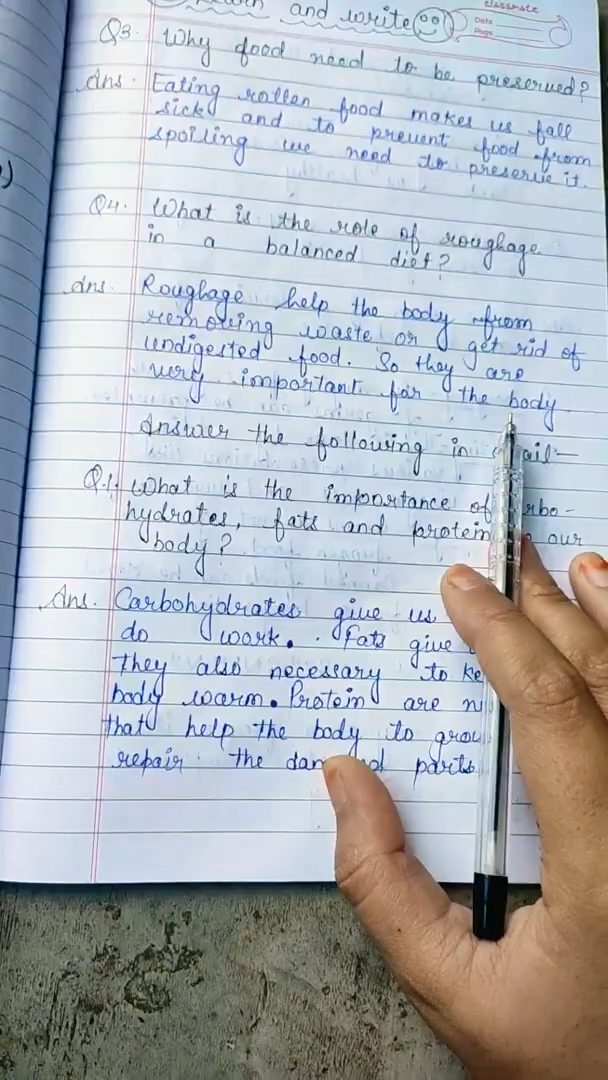 and write
classmate
Date
Page
Q3. Why food need to be preserved?
Ans. Eating rotten food makes us fall
sick and to prevent food from
spoiling we need to preserve it.
Q4. What is the role of roughage
in a balanced diet?
Ans. Roughage help the body from
removing waste or get rid of
undigested food. So they are
very important for the body
Answer the following in
Q.1. What is the importance of
hydrates, fats and protein our
body?
Ans. Carbohydrates give us
do work. Fats give
They also necessary to
body warm. Protein are
that help the body to
repair the parts